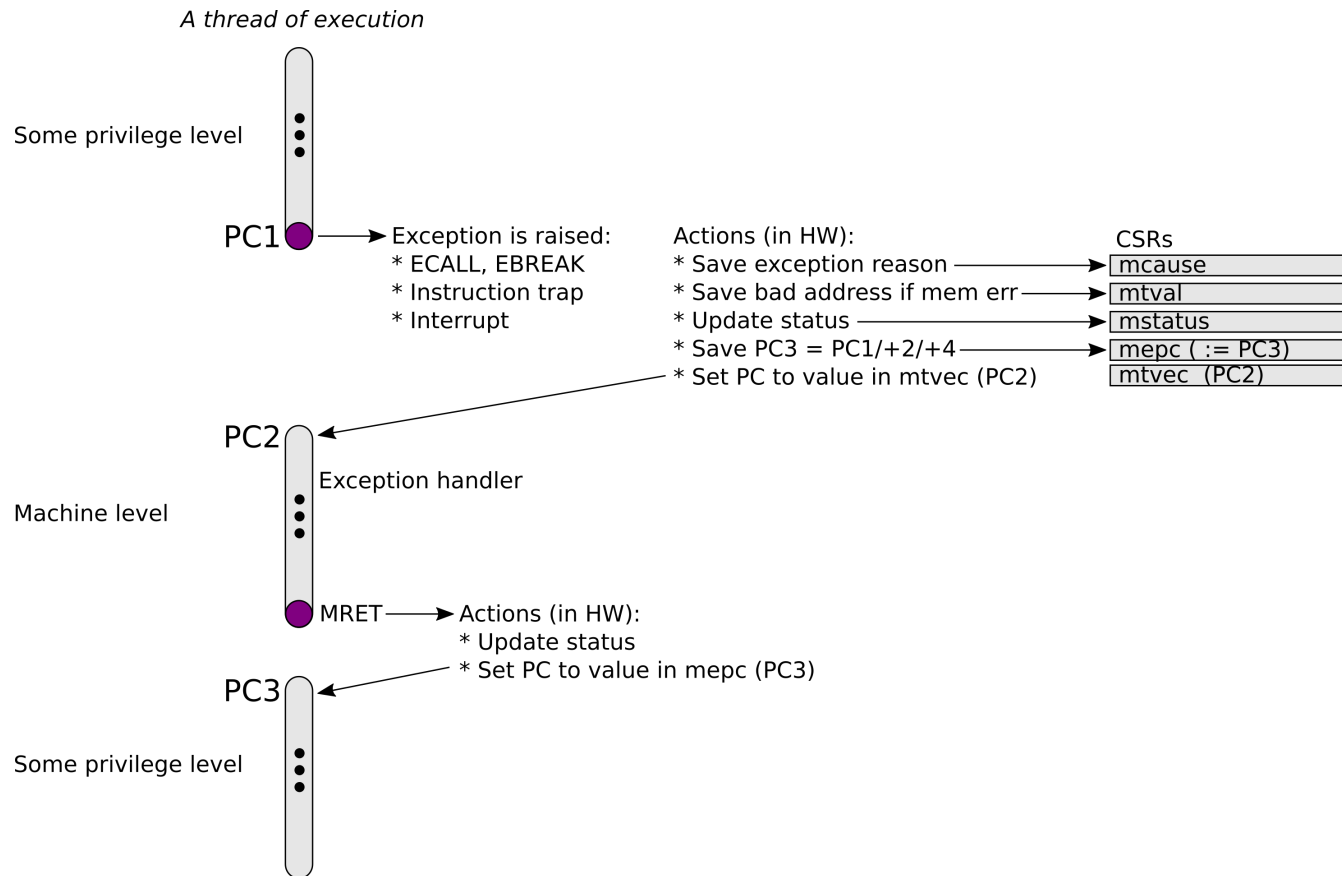 A thread of execution
Some privilege level
PC1
Exception is raised:
* ECALL, EBREAK
* Instruction trap
* Interrupt
Actions (in HW):
* Save exception reason
* Save bad address if mem err
* Update status
* Save PC3 = PC1/+2/+4
* Set PC to value in mtvec (PC2)
CSRs
mcause
mtval
mstatus
mepc ( := PC3)
mtvec (PC2)
PC2
Exception handler
Machine level
MRET
Actions (in HW):
* Update status
* Set PC to value in mepc (PC3)
PC3
Some privilege level